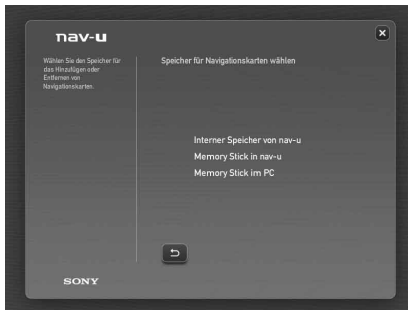 nav-u
Wählen Sie den Speicher für
das Hinzufügen oder
Entfernen von
Navigationskarten.
Speicher für Navigationskarten wählen
Interner Speicher von nav-u
Memory Stick in nav-u
Memory Stick im PC
SONY